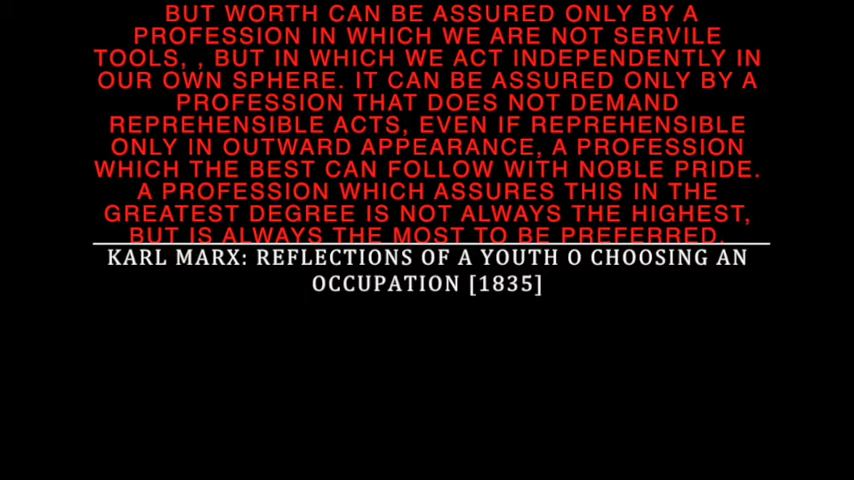 BUT WORTH CAN BE ASSURED ONLY BY A
PROFESSION IN WHICH WE ARE NOT SERVILE
TOOLS, , BUT IN WHICH WE ACT INDEPENDENTLY IN
OUR OWN SPHERE. IT CAN BE ASSURED ONLY BY A
PROFESSION THAT DOES NOT DEMAND
REPREHENSIBLE ACTS, EVEN IF REPREHENSIBLE
ONLY IN OUTWARD APPEARANCE, A PROFESSION
WHICH THE BEST CAN FOLLOW WITH NOBLE PRIDE.
A PROFESSION WHICH ASSURES THIS IN THE
GREATEST DEGREE IS NOT ALWAYS THE HIGHEST,
BUT IS ALWAYS THE MOST TO BE PREFERRED.
KARL MARX: REFLECTIONS OF A YOUTH O CHOOSING AN
OCCUPATION [1835]